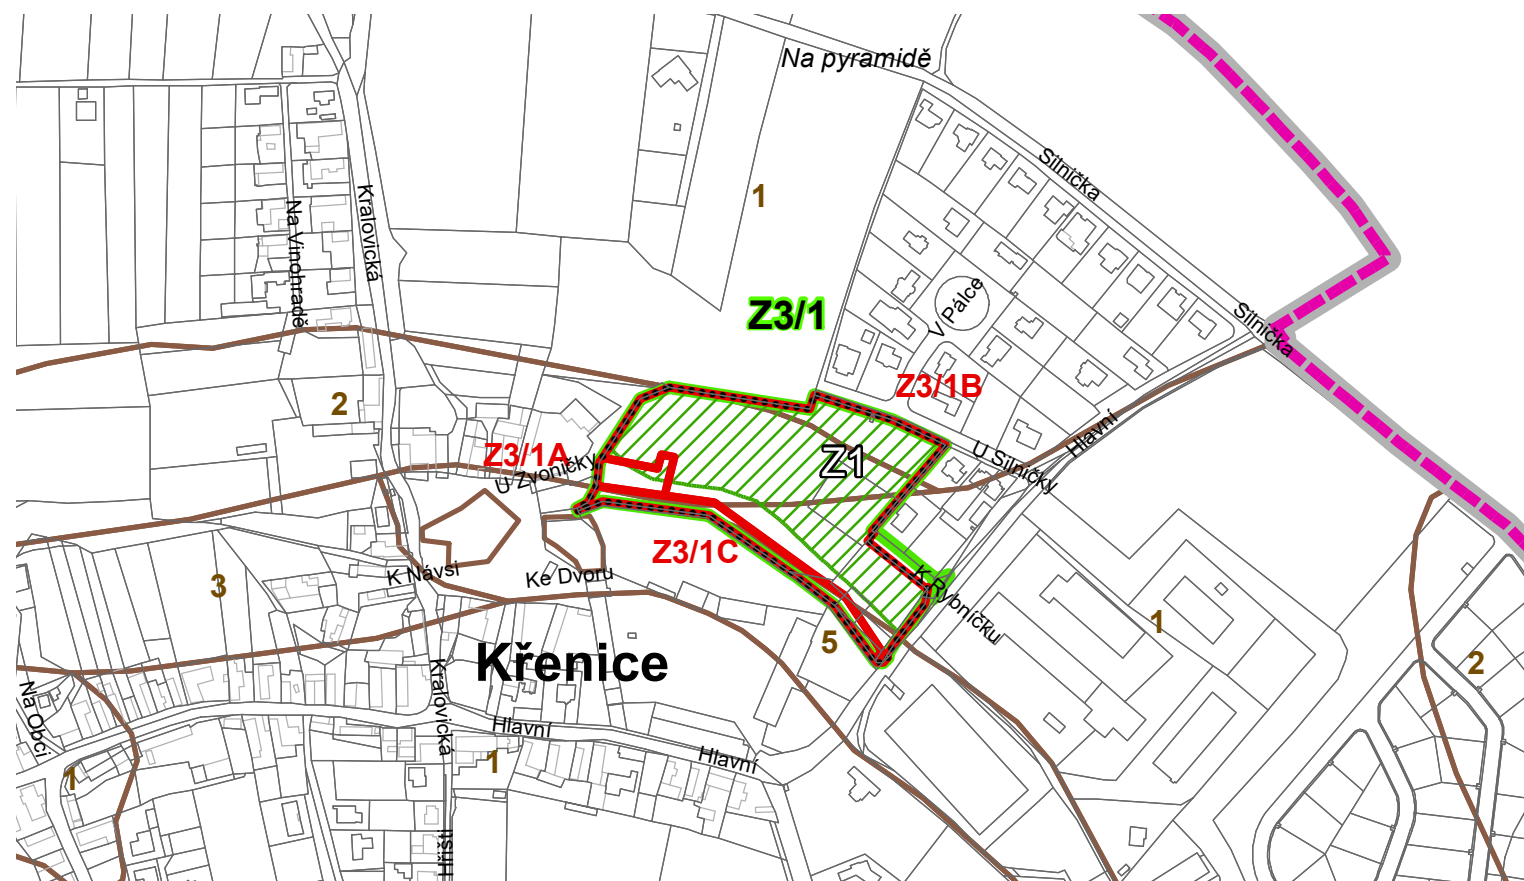 Na pyramidě
Silnička
1
Kralovická
Na Vinohradě
V Pálce
Z3/1
Silnička
Z3/1B
2
Hlavní
Z3/1A
Z1
U Silničky
U Zvoničky
Z3/1C
K Návsi
Ke Dvoru
3
K Rybníčku
5
1
2
Křenice
Kralovická
Na Obci
Hlavní
Hlavní
1
1